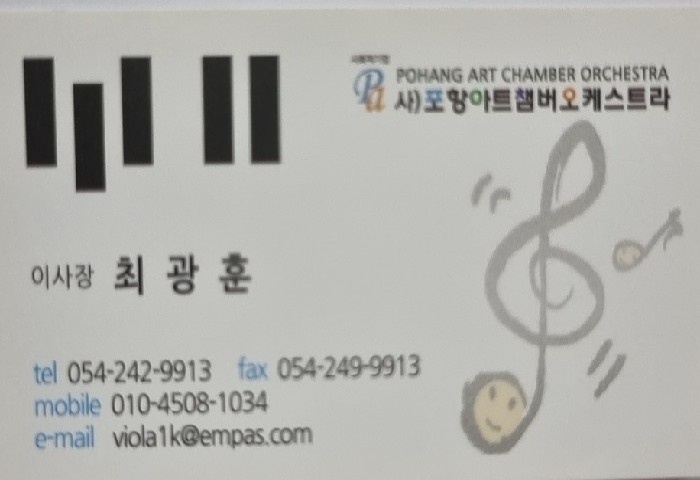 POHANG ART CHAMBER ORCHESTRA
사)포항아트챔버오케스트라
이사장 최 광 훈
tel 054-242-9913 fax 054-249-9913
mobile 010-4508-1034
e-mail viola1k@empas.com